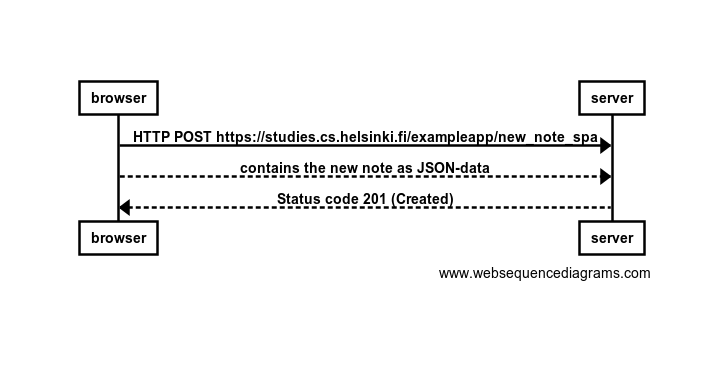 browser
server
HTTP POST https://studies.cs.helsinki.fi/exampleapp/new_note_spa
contains the new note as JSON-data
Status code 201 (Created)
browser
server
www.websequencediagrams.com